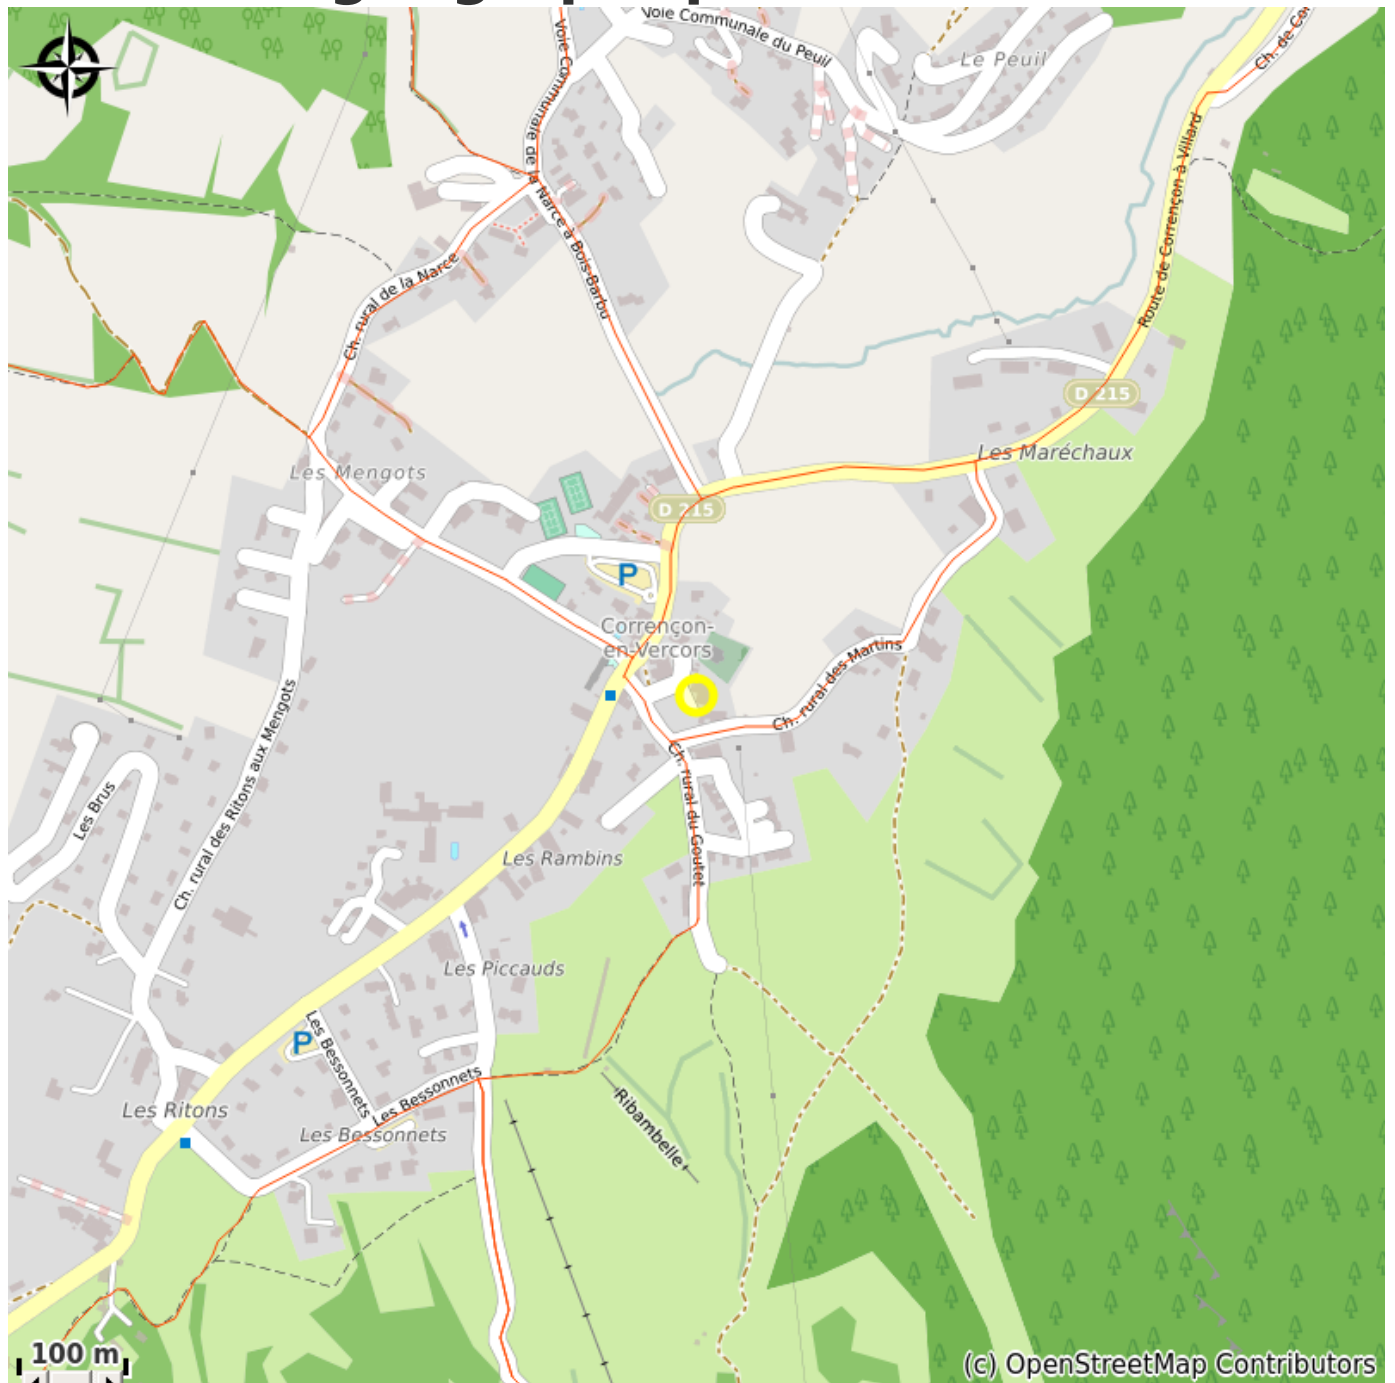 Voie Communale du Peuil
Le Peuil
Voie Communale de la Narce à Bois-Barbu
Route de Corrençon à Villard
Ch. rural de la Narce
D 215
Les Maréchaux
Les Mengots
D 215
P
Corrençon-
en-Vercors
Ch. rural des Martins
Ch. rural des Ritons aux Mengots
Ch. rural du Goutet
Les Brus
Les Rambins
Les Piccauds
P
Les Bessonnets
Les Bessonnets
Les Ritons
Les Bessonnets
Ribambelle
100 m
(c) OpenStreetMap Contributors